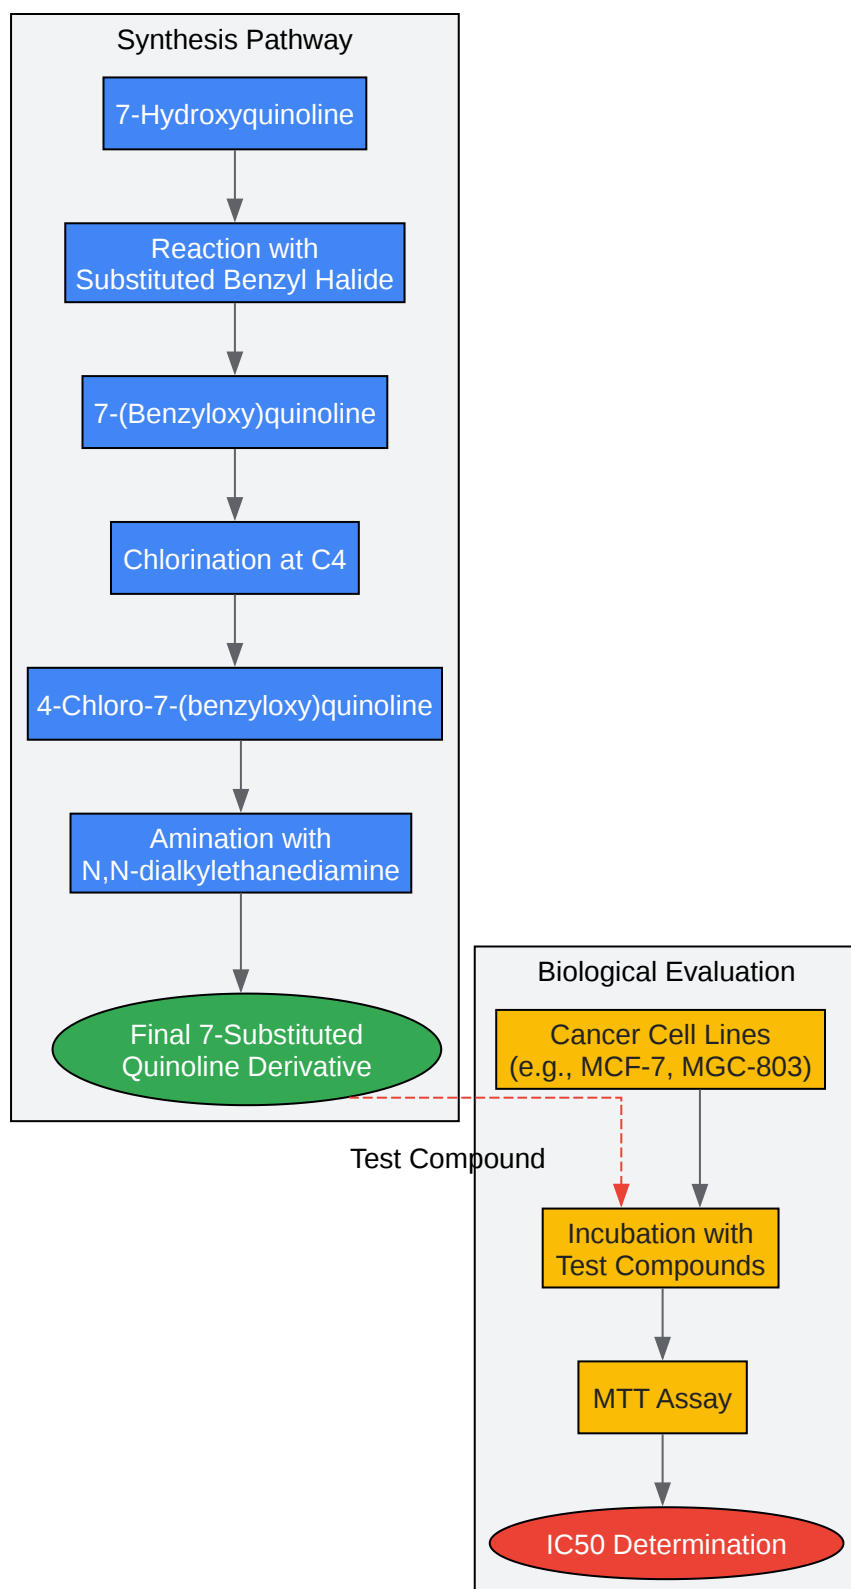 Synthesis Pathway
7-Hydroxyquinoline
Reaction with
Substituted Benzyl Halide
7-(Benzyloxy)quinoline
Chlorination at C4
4-Chloro-7-(benzyloxy)quinoline
Amination with
N,N-dialkylethanediamine
Final 7-Substituted
Quinoline Derivative
Test Compound
Biological Evaluation
Cancer Cell Lines
(e.g., MCF-7, MGC-803)
Incubation with
Test Compounds
MTT Assay
IC50 Determination